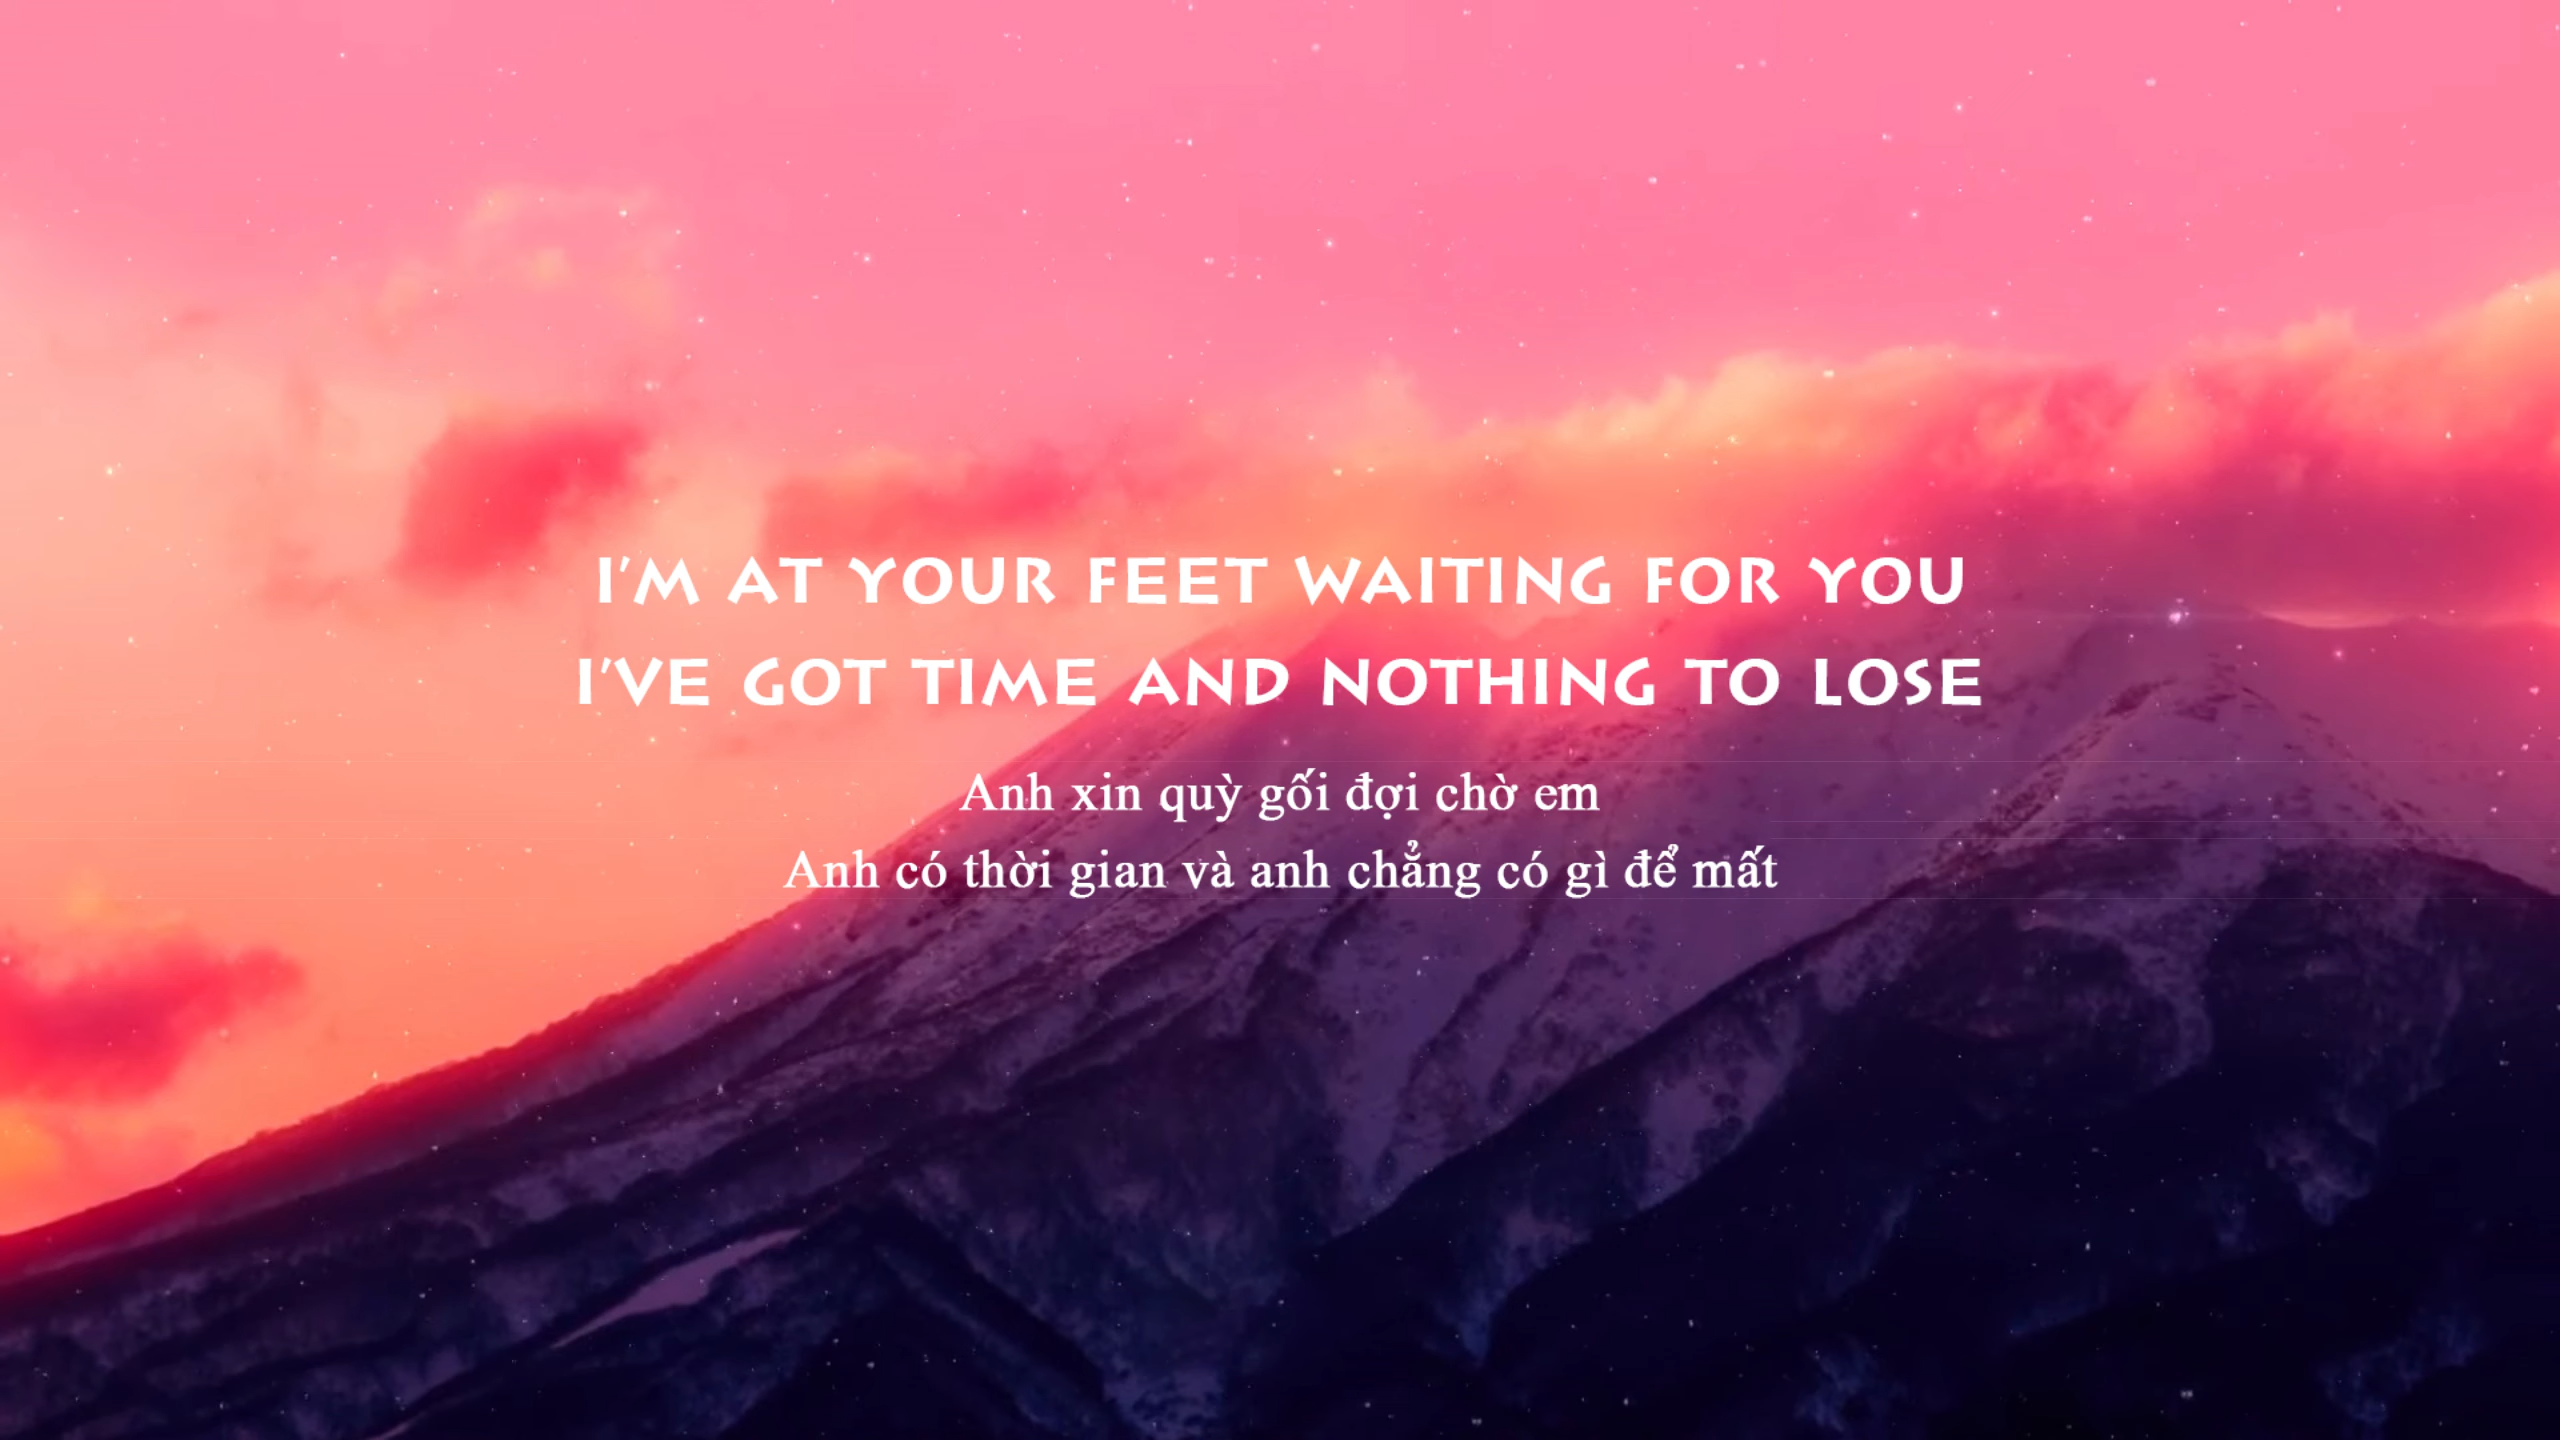 I'M AT YOUR FEET WAITING FOR YOU
I'VE GOT TIME AND NOTHING TO LOSE
Anh xin quỳ gối đợi chờ em
Anh có thời gian và anh chẳng có gì để mất